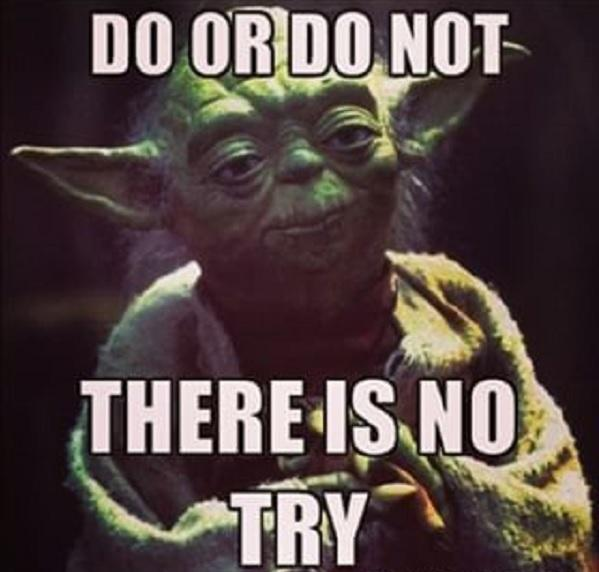 DO OR DO NOT
THERE IS NO
TRY